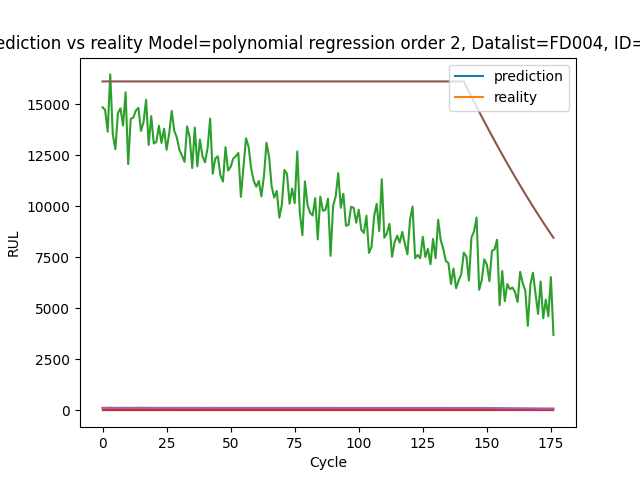 ediction vs reality Model=polynomial regression order 2, Datalist=FD004, ID=
prediction
reality
RUL
15000
12500
10000
7500
5000
2500
0
0 25 50 75 100 125 150 175
Cycle